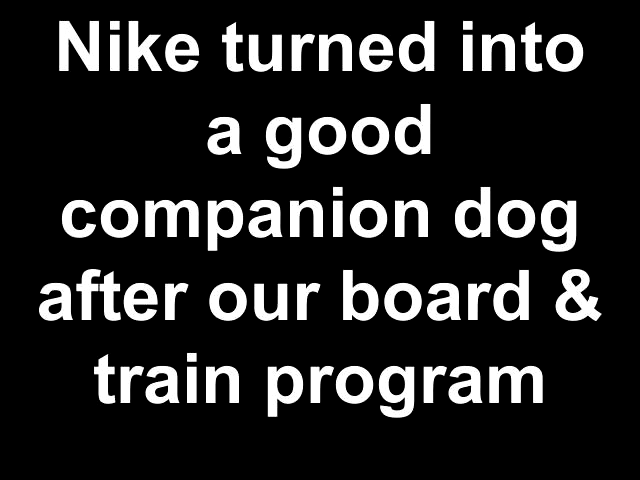 Nike turned into
a good
companion dog
after our board &
train program